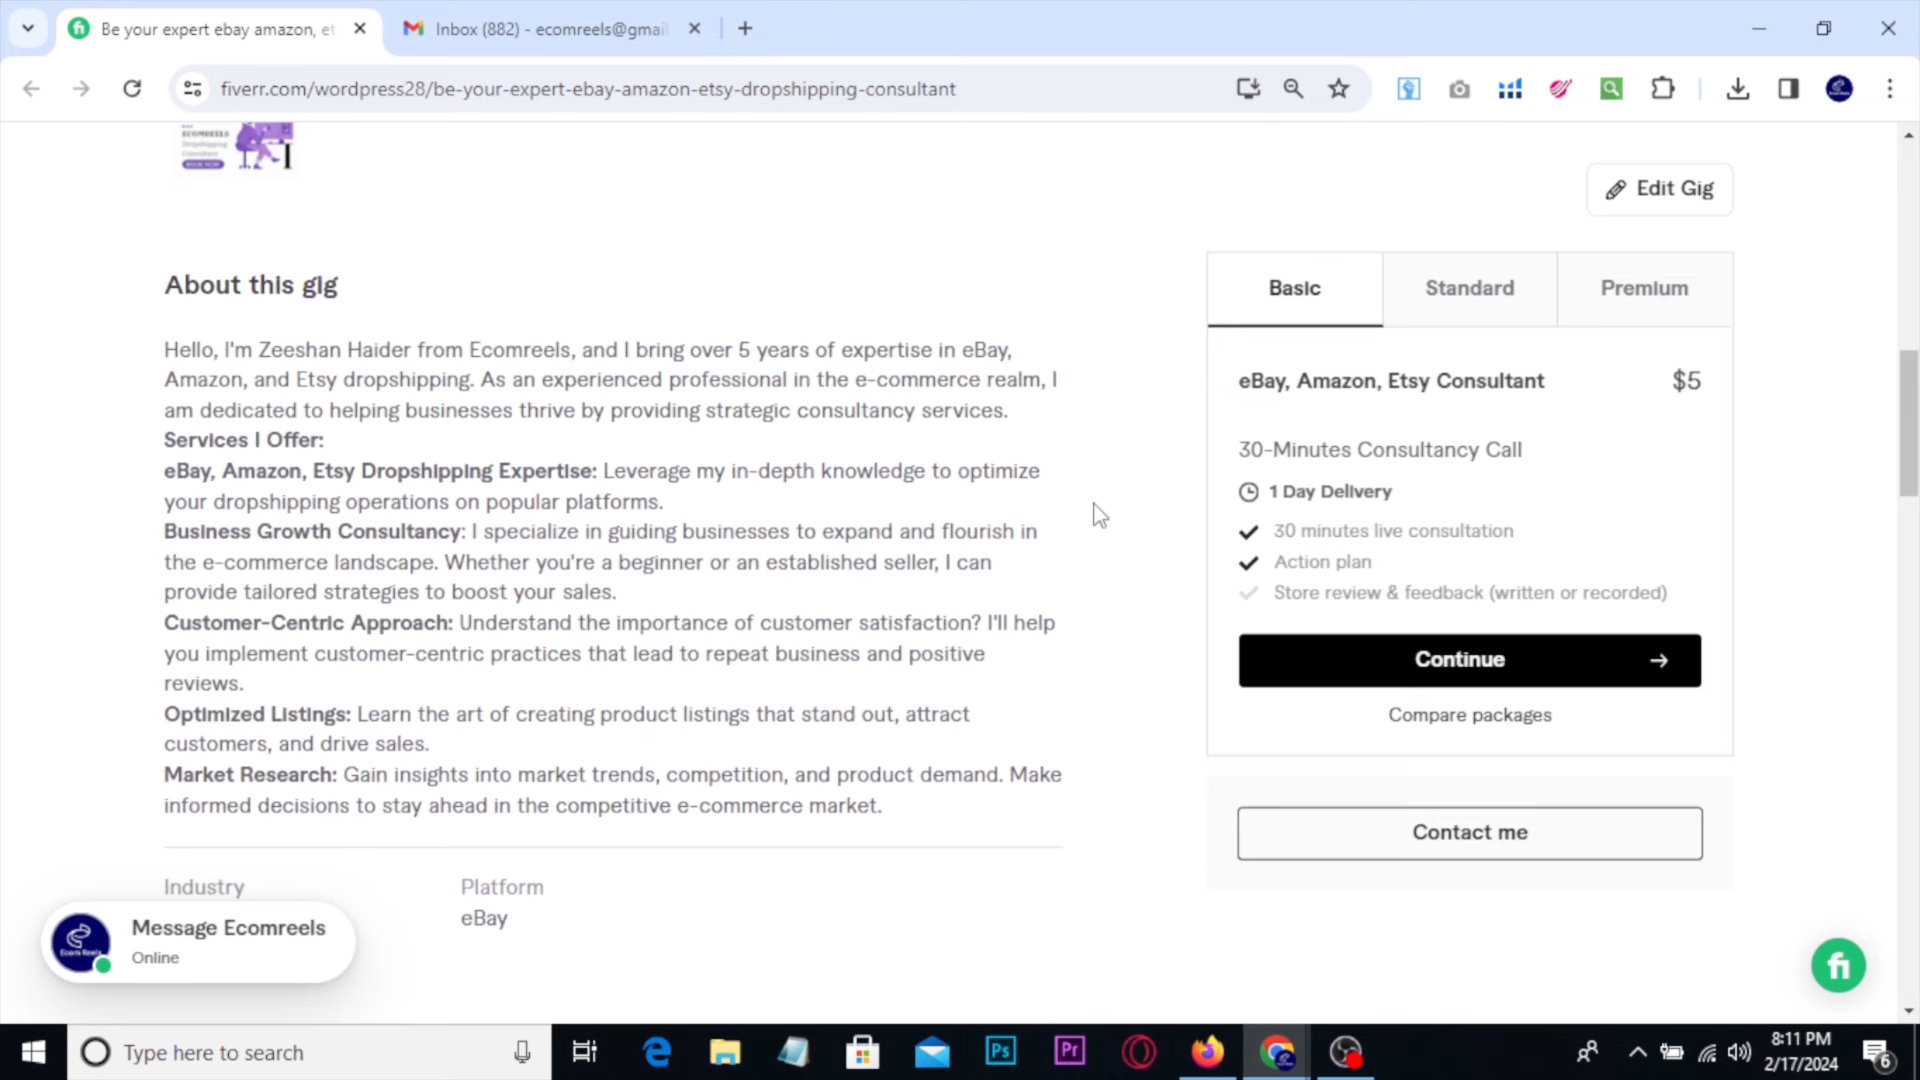 Be your expert ebay amazon, et
Inbox (882) - ecomreels@gmail
fiverr.com/wordpress28/be-your-expert-ebay-amazon-etsy-dropshipping-consultant
ECOMREELS
Dropshipping
Consultant
Edit Gig
About this gig
Hello, I'm Zeeshan Haider from Ecomreels, and I bring over 5 years of expertise in eBay,
Amazon, and Etsy dropshipping. As an experienced professional in the e-commerce realm, I
am dedicated to helping businesses thrive by providing strategic consultancy services.
Services I Offer:
eBay, Amazon, Etsy Dropshipping Expertise: Leverage my in-depth knowledge to optimize
your dropshipping operations on popular platforms.
Business Growth Consultancy: I specialize in guiding businesses to expand and flourish in
the e-commerce landscape. Whether you're a beginner or an established seller, I can
provide tailored strategies to boost your sales.
Customer-Centric Approach: Understand the importance of customer satisfaction? I'll help
you implement customer-centric practices that lead to repeat business and positive
reviews.
Optimized Listings: Learn the art of creating product listings that stand out, attract
customers, and drive sales.
Market Research: Gain insights into market trends, competition, and product demand. Make
informed decisions to stay ahead in the competitive e-commerce market.
Industry
Platform
eBay
Basic
Standard
Premium
eBay, Amazon, Etsy Consultant
$5
30-Minutes Consultancy Call
1 Day Delivery
30 minutes live consultation
Action plan
Store review & feedback (written or recorded)
Continue
Compare packages
Contact me
Message Ecomreels
Online
fi
Type here to search
Ps
Pr
8:11 PM
2/17/2024
6